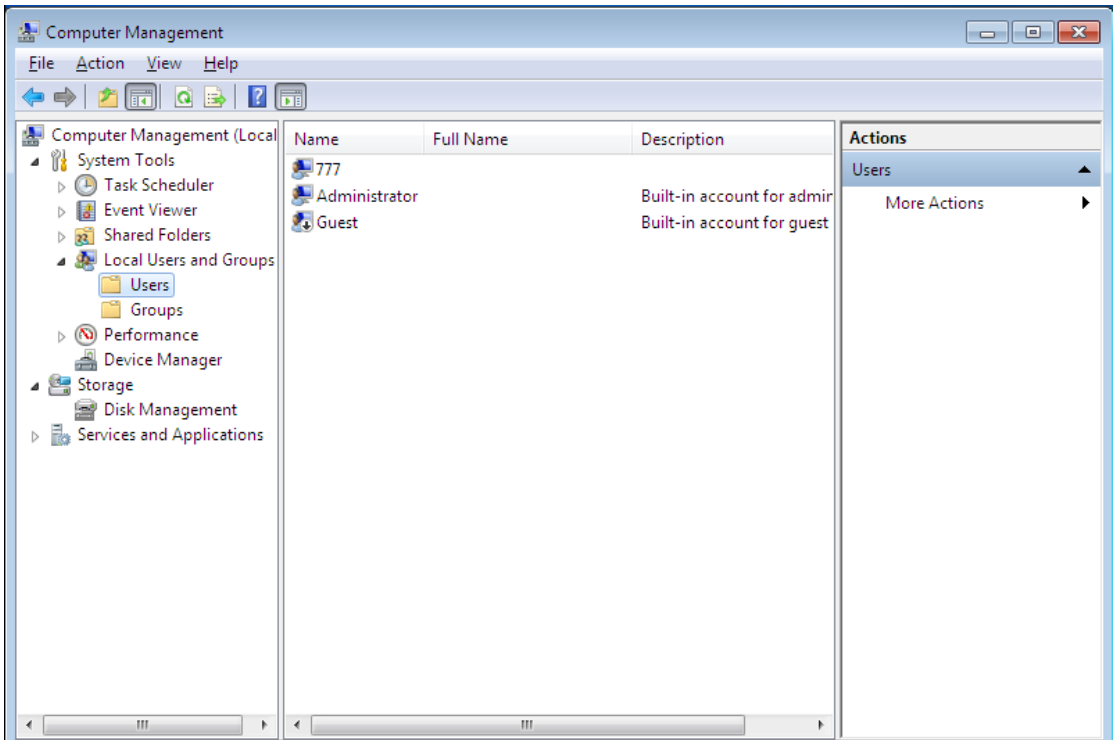 Computer Management
File Action View Help
Computer Management (Local
System Tools
Task Scheduler
Event Viewer
Shared Folders
Local Users and Groups
Users
Groups
Performance
Device Manager
Storage
Disk Management
Services and Applications
Name Full Name Description
777
Administrator Built-in account for admin
Guest Built-in account for guest
Actions
Users
More Actions